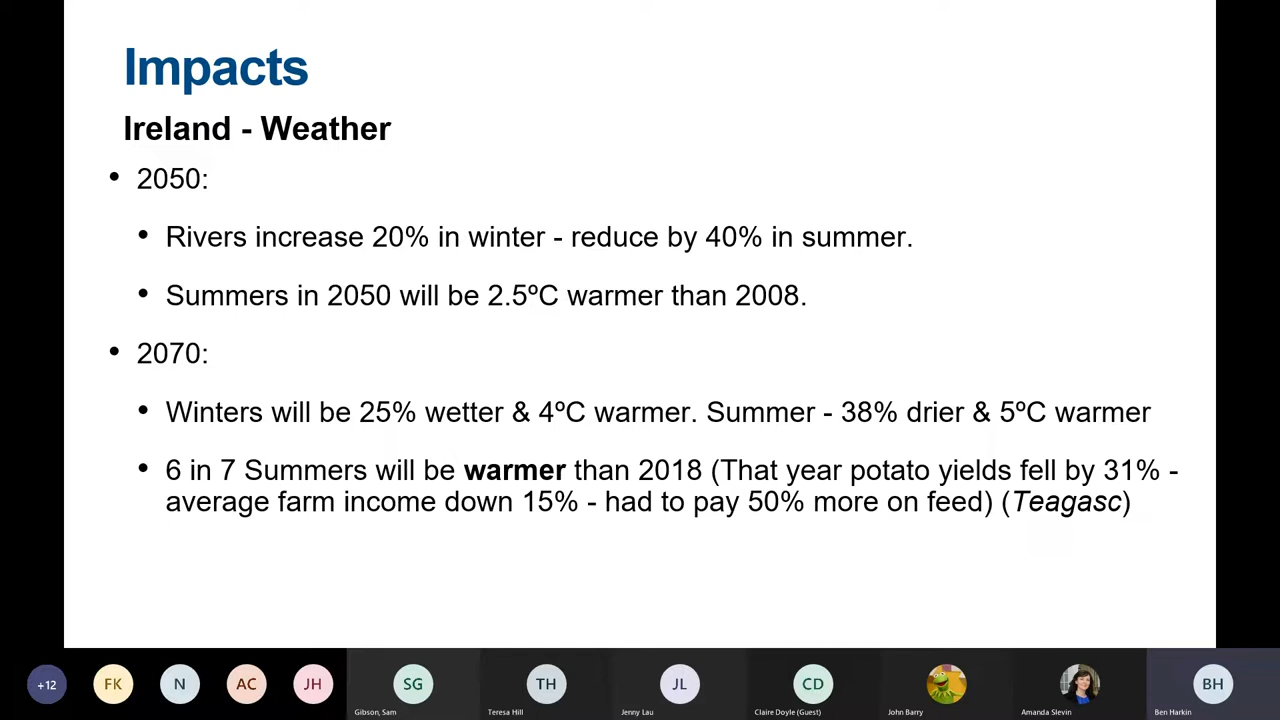 Impacts
Ireland - Weather
• 2050:
• Rivers increase 20% in winter - reduce by 40% in summer.
• Summers in 2050 will be 2.5ºC warmer than 2008.
• 2070:
• Winters will be 25% wetter & 4ºC warmer. Summer - 38% drier & 5ºC warmer
• 6 in 7 Summers will be warmer than 2018 (That year potato yields fell by 31% -
average farm income down 15% - had to pay 50% more on feed) (Teagasc)
+12 FK N AC JH SG TH JL CD BH
Gibson, Sam Teresa Hill Jenny Lau Claire Doyle (Guest) John Barry Amanda Slevin Ben Harkin